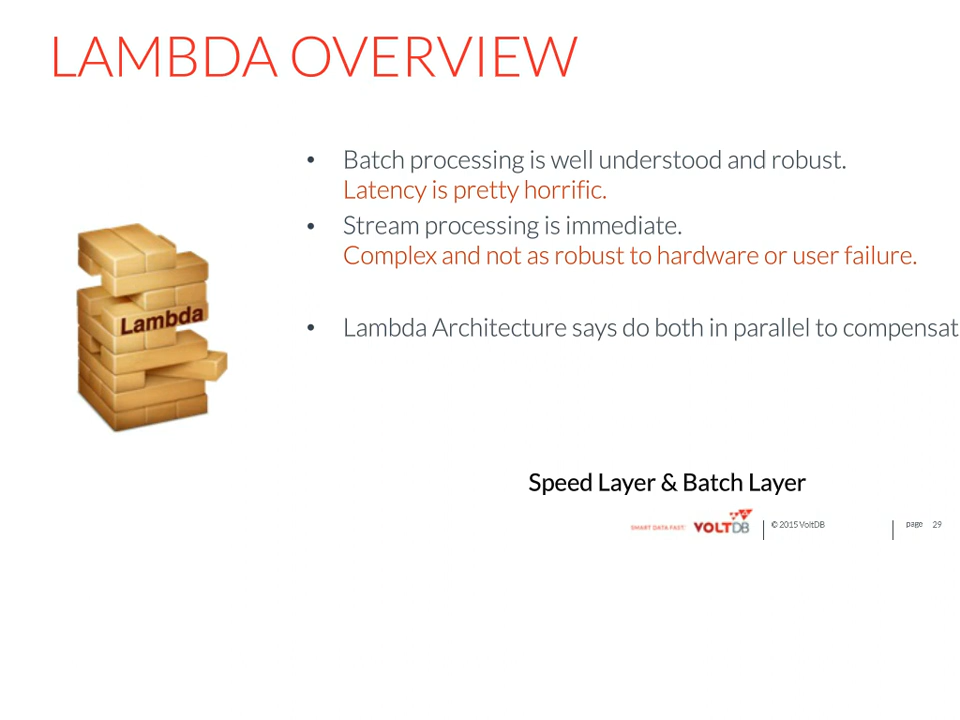 LAMBDA OVERVIEW
• Batch processing is well understood and robust.
Latency is pretty horrific.
• Stream processing is immediate.
Complex and not as robust to hardware or user failure.
Lambda
• Lambda Architecture says do both in parallel to compensat
Speed Layer & Batch Layer
SMART DATA FAST. VOLTDB © 2015 VoltDB page 29